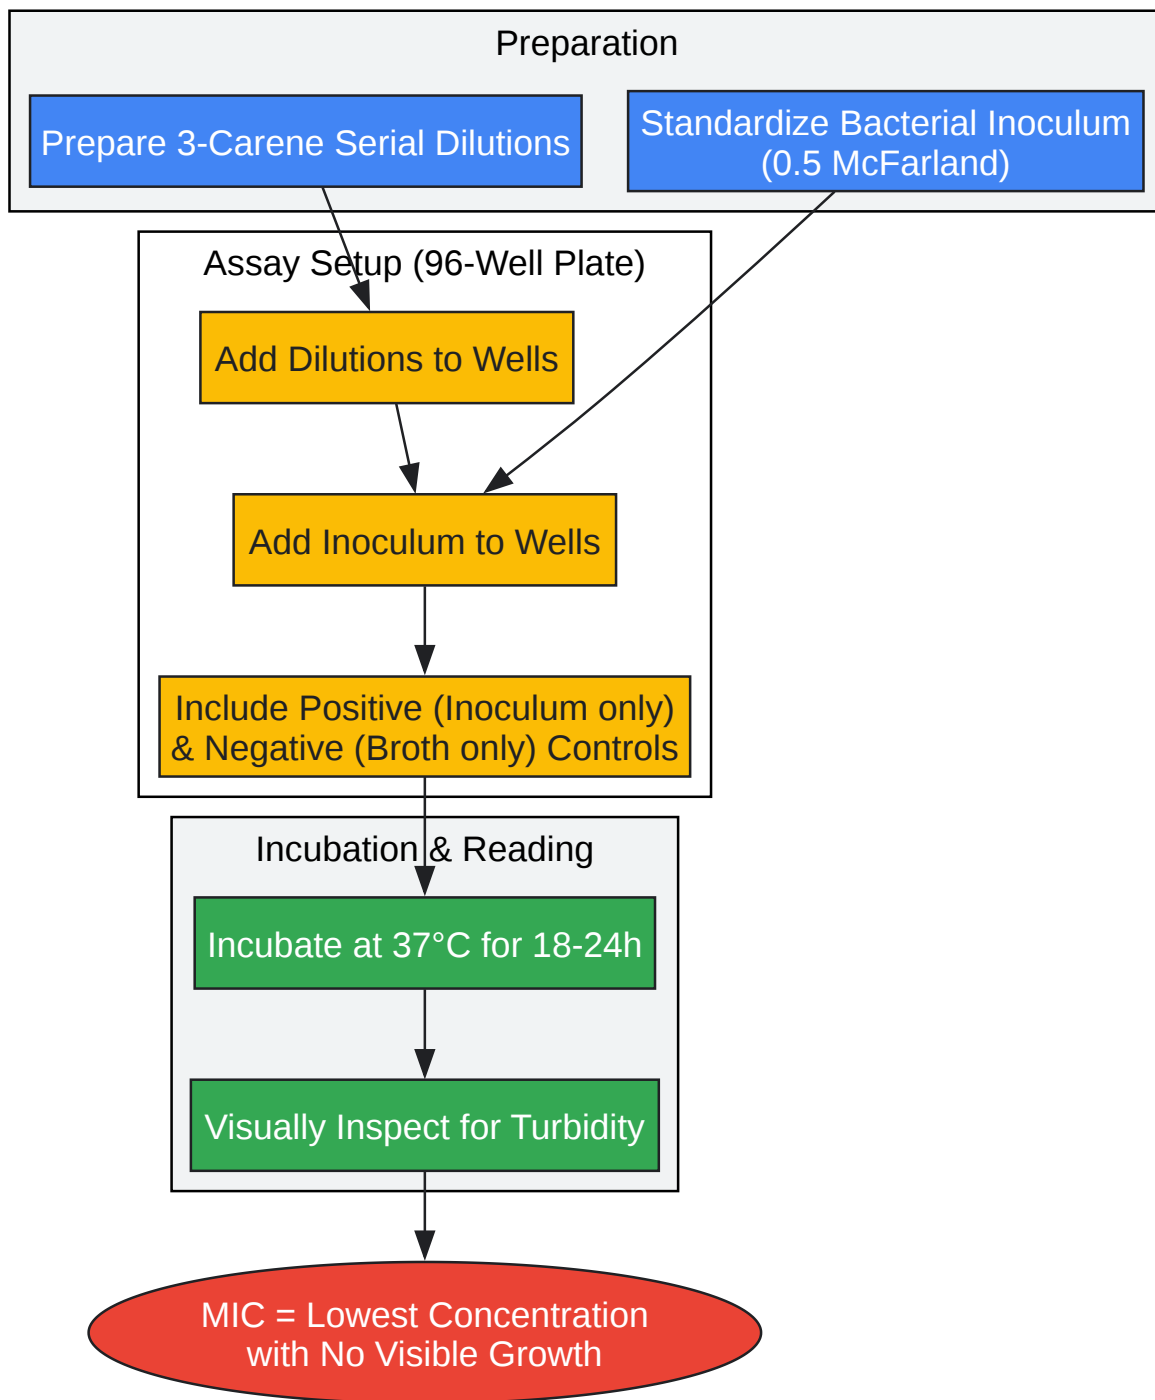 Preparation
Prepare 3-Carene Serial Dilutions
Standardize Bacterial Inoculum
(0.5 McFarland)
Assay Setup (96-Well Plate)
Add Dilutions to Wells
Add Inoculum to Wells
Include Positive (Inoculum only)
& Negative (Broth only) Controls
Incubation & Reading
Incubate at 37°C for 18-24h
Visually Inspect for Turbidity
MIC = Lowest Concentration
with No Visible Growth